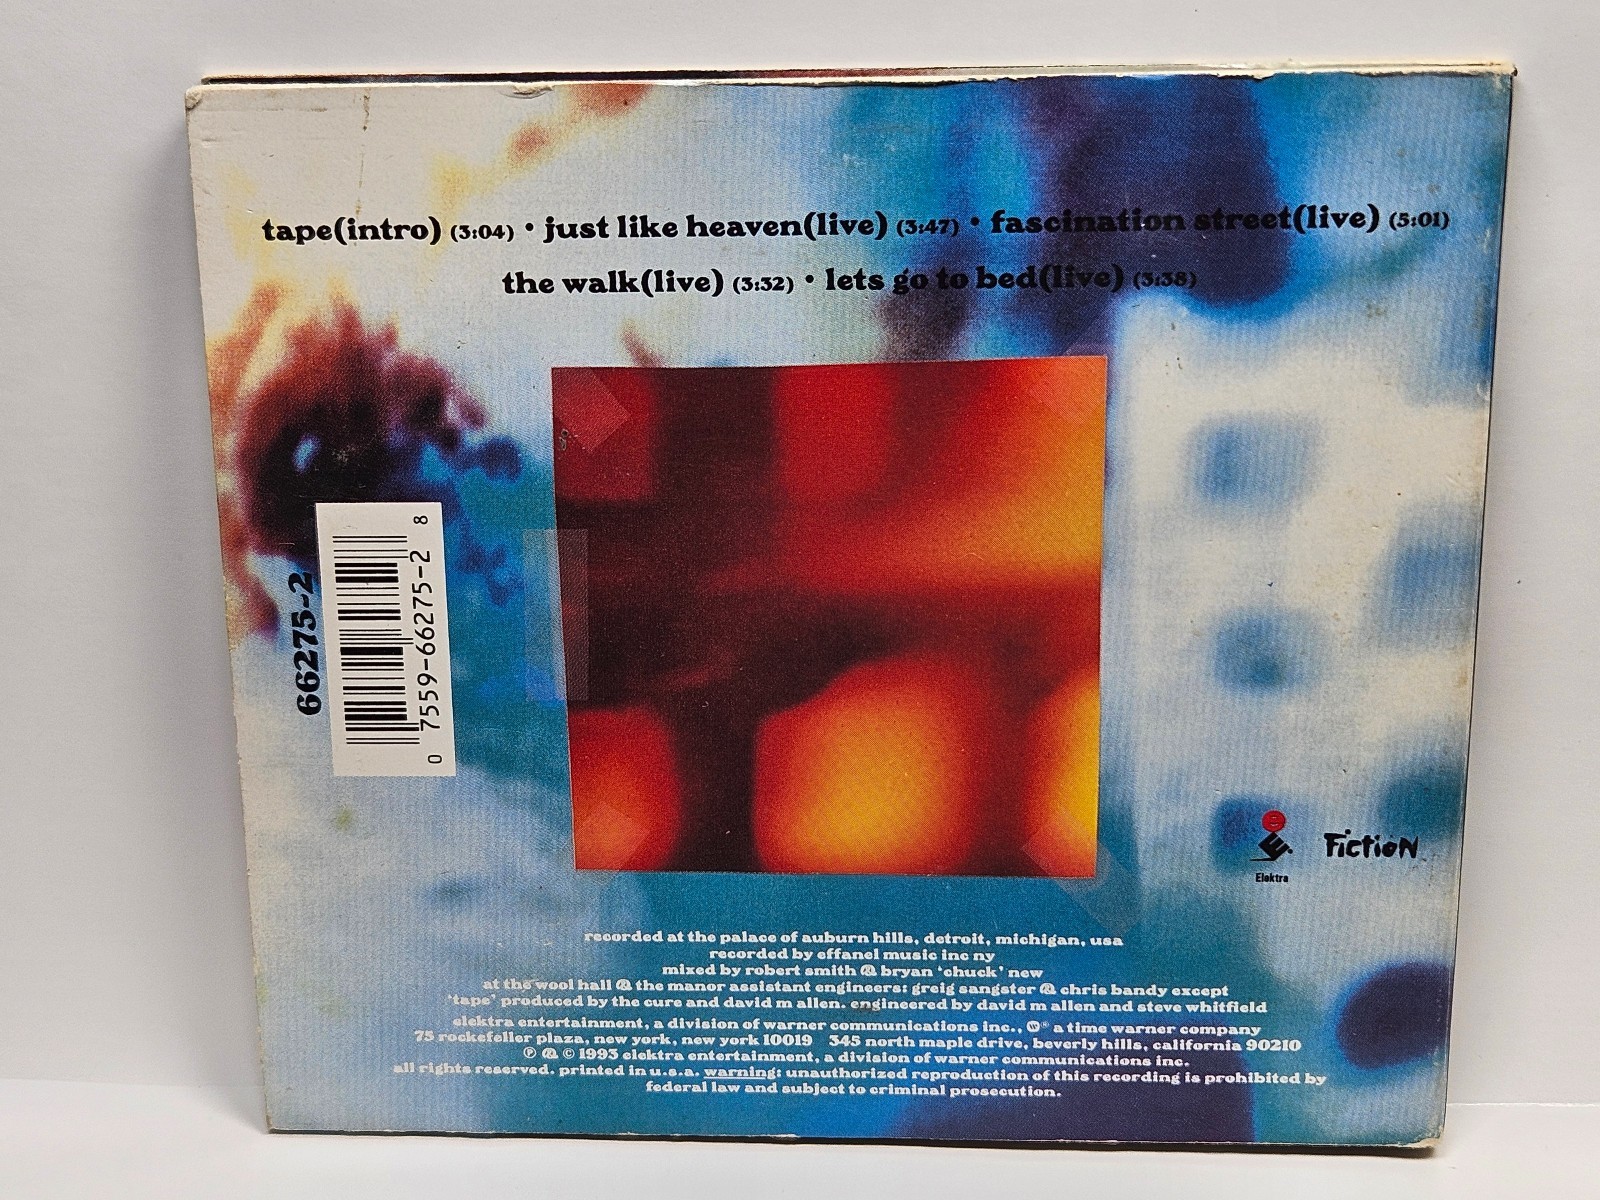 tape(intro) (3:04) • just like heaven(live) (3:47) • fascination street(live) (5:01)
the walk(live) (3:32) • lets go to bed(live) (3:38)
66275-2
0 7559-66275-2 8
e
E
Elektra
Fiction
recorded at the palace of auburn hills, detroit, michigan, usa
recorded by effanel music inc ny
mixed by robert smith & bryan 'chuck' new
at the wool hall & the manor assistant engineers: greig sangster & chris bandy except
'tape' produced by the cure and david m allen. engineered by david m allen and steve whitfield
elektra entertainment, a division of warner communications inc., ⓦ® a time warner company
75 rockefeller plaza, new york, new york 10019 345 north maple drive, beverly hills, california 90210
℗ & © 1993 elektra entertainment, a division of warner communications inc.
all rights reserved. printed in u.s.a. warning: unauthorized reproduction of this recording is prohibited by
federal law and subject to criminal prosecution.